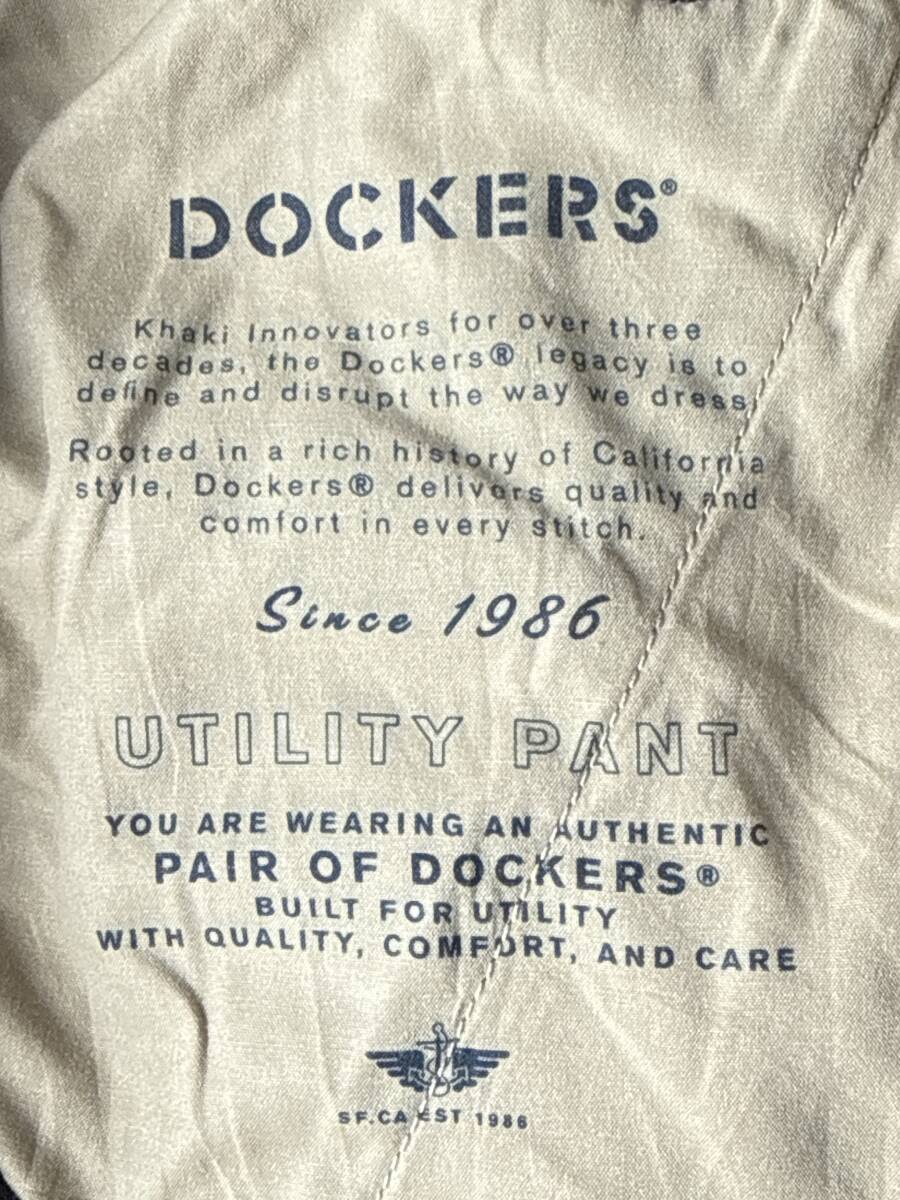 DOCKERS®
Khaki Innovators for over three
decades, the Dockers® legacy is to
define and disrupt the way we dress.
Rooted in a rich history of California
style, Dockers® delivers quality and
comfort in every stitch.
Since 1986
UTILITY PANT
YOU ARE WEARING AN AUTHENTIC
PAIR OF DOCKERS®
BUILT FOR UTILITY
WITH QUALITY, COMFORT, AND CARE
SF.CA EST 1986